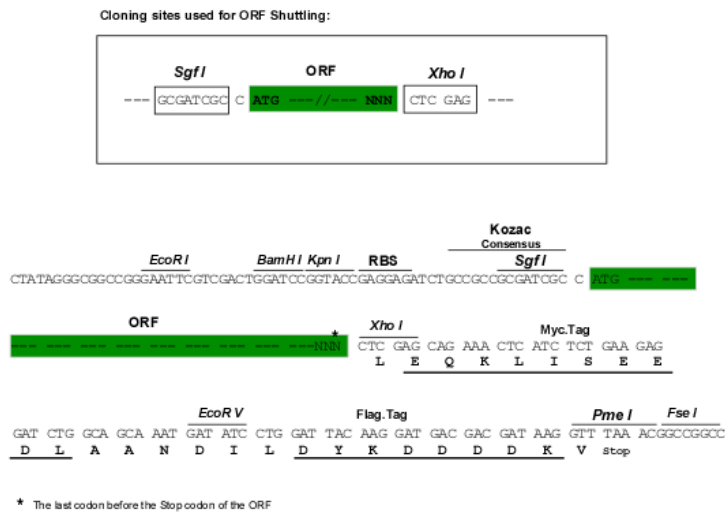 Cloning sites used for ORF Shuttling:
Sgf I ORF Xho I
--- GCGATCGC C ATG ---//--- NNN CTC GAG ---
Kozac
Consensus
EcoR I BamH I Kpn I RBS Sgf I
CTATAGGGCGGCCGGGAATTCGTCGACTGGATCCGGTACCGAGGAGATCTGCCGCCGCGATCGC C ATG --- ---
ORF * Xho I Myc.Tag
--- --- --- --- --- --- --- --- ---NNN CTC GAG CAG AAA CTC ATC TCT GAA GAG
L E Q K L I S E E
EcoR V Flag.Tag Pme I Fse I
GAT CTG GCA GCA AAT GAT ATC CTG GAT TAC AAG GAT GAC GAC GAT AAG GTT TAA ACGGCCGGCC
D L A A N D I L D Y K D D D D K V Stop
* The last codon before the Stop codon of the ORF